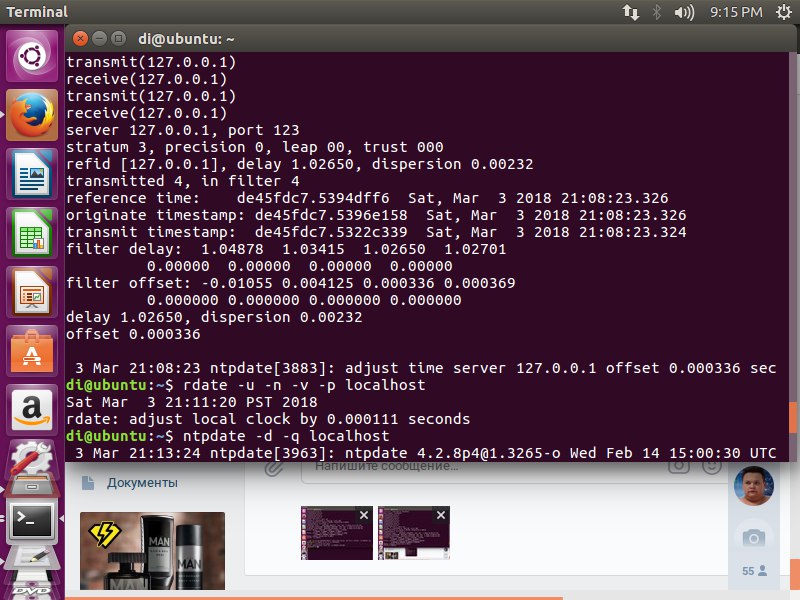 Terminal
9:15 PM
di@ubuntu: ~
transmit(127.0.0.1)
receive(127.0.0.1)
transmit(127.0.0.1)
receive(127.0.0.1)
server 127.0.0.1, port 123
stratum 3, precision 0, leap 00, trust 000
refid [127.0.0.1], delay 1.02650, dispersion 0.00232
transmitted 4, in filter 4
reference time:    de45fdc7.5394dff6  Sat, Mar  3 2018 21:08:23.326
originate timestamp: de45fdc7.5396e158  Sat, Mar  3 2018 21:08:23.326
transmit timestamp:  de45fdc7.5322c339  Sat, Mar  3 2018 21:08:23.324
filter delay:  1.04878  1.03415  1.02650  1.02701
0.00000  0.00000  0.00000  0.00000
filter offset: -0.01055 0.004125 0.000336 0.000369
0.000000 0.000000 0.000000 0.000000
delay 1.02650, dispersion 0.00232
offset 0.000336
3 Mar 21:08:23 ntpdate[3883]: adjust time server 127.0.0.1 offset 0.000336 sec
di@ubuntu:~$ rdate -u -n -v -p localhost
Sat Mar  3 21:11:20 PST 2018
rdate: adjust local clock by 0.000111 seconds
di@ubuntu:~$ ntpdate -d -q localhost
3 Mar 21:13:24 ntpdate[3963]: ntpdate 4.2.8p4@1.3265-o Wed Feb 14 15:00:30 UTC
Напишите сообщение...
Документы
MAN
MAN
55
DVD